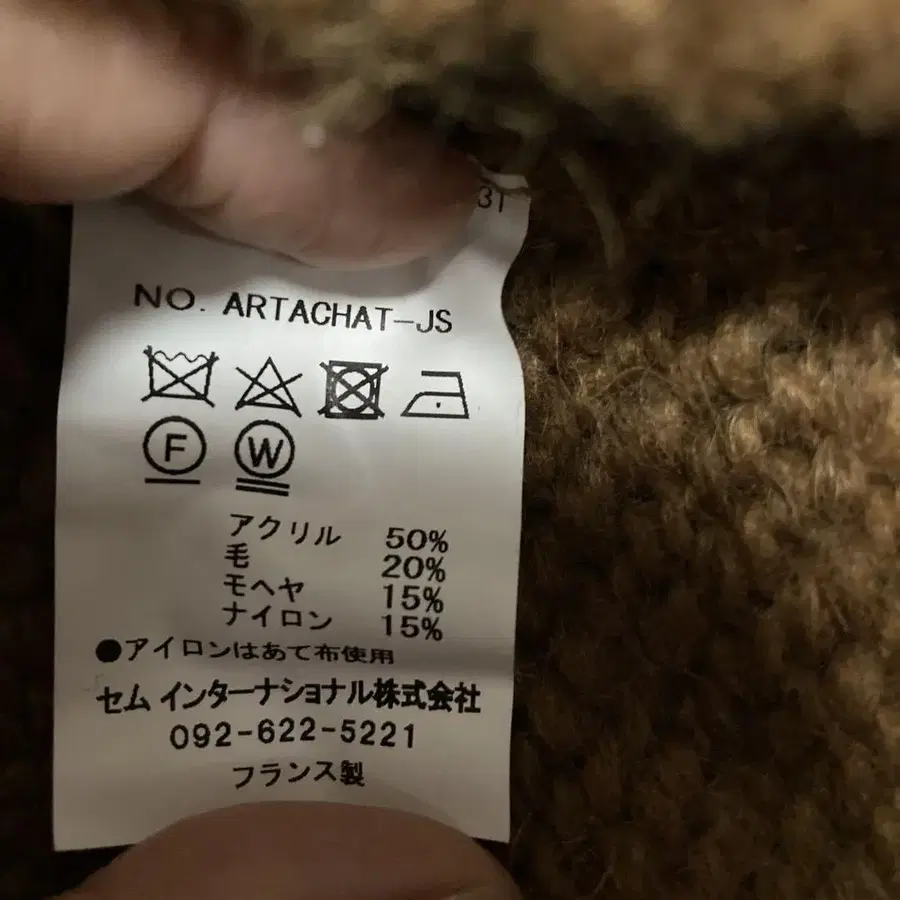 31
NO. ARTACHAT-JS
F W
アクリル 50%
毛 20%
モヘヤ 15%
ナイロン 15%
●アイロンはあて布使用
セム インターナショナル株式会社
092-622-5221
フランス製